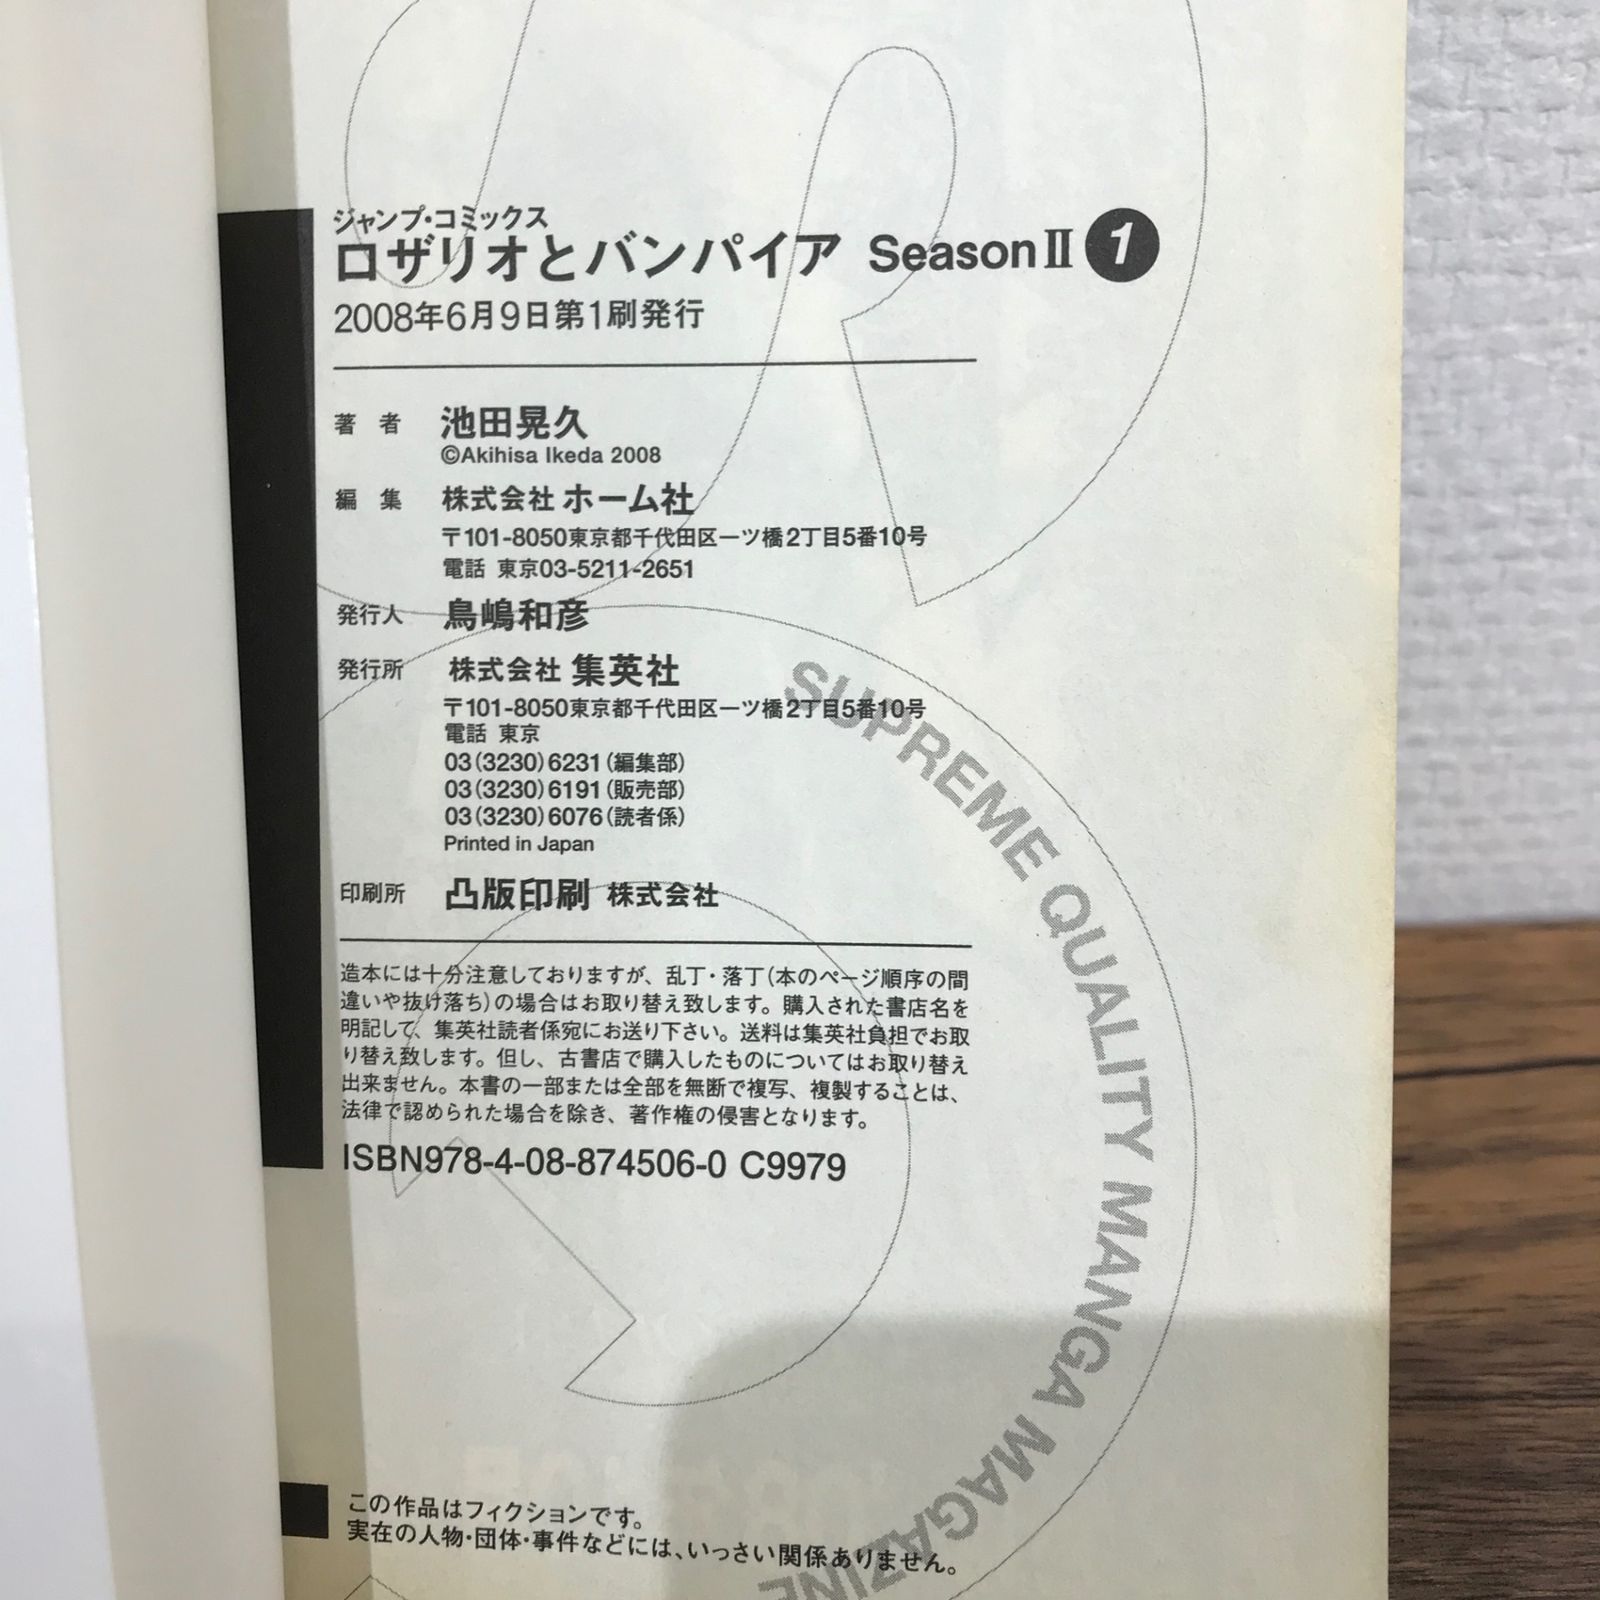 ジャンプ・コミックス
ロザリオとバンパイア SeasonⅡ 1
2008年6月9日第1刷発行
著 者 池田晃久
©Akihisa Ikeda 2008
編 集 株式会社 ホーム社
〒101-8050東京都千代田区一ツ橋2丁目5番10号
電話 東京03-5211-2651
発行人 鳥嶋和彦
発行所 株式会社 集英社
〒101-8050東京都千代田区一ツ橋2丁目5番10号
電話 東京
03(3230)6231(編集部)
03(3230)6191(販売部)
03(3230)6076(読者係)
Printed in Japan
印刷所 凸版印刷 株式会社
造本には十分注意しておりますが、乱丁・落丁(本のページ順序の間
違いや抜け落ち)の場合はお取り替え致します。購入された書店名を
明記して、集英社読者係宛にお送り下さい。送料は集英社負担でお取
り替え致します。但し、古書店で購入したものについてはお取り替え
出来ません。本書の一部または全部を無断で複写、複製することは、
法律で認められた場合を除き、著作権の侵害となります。
ISBN978-4-08-874506-0 C9979
SUPREME QUALITY MANGA MAGAZINE
この作品はフィクションです。
実在の人物・団体・事件などには、いっさい関係ありません。